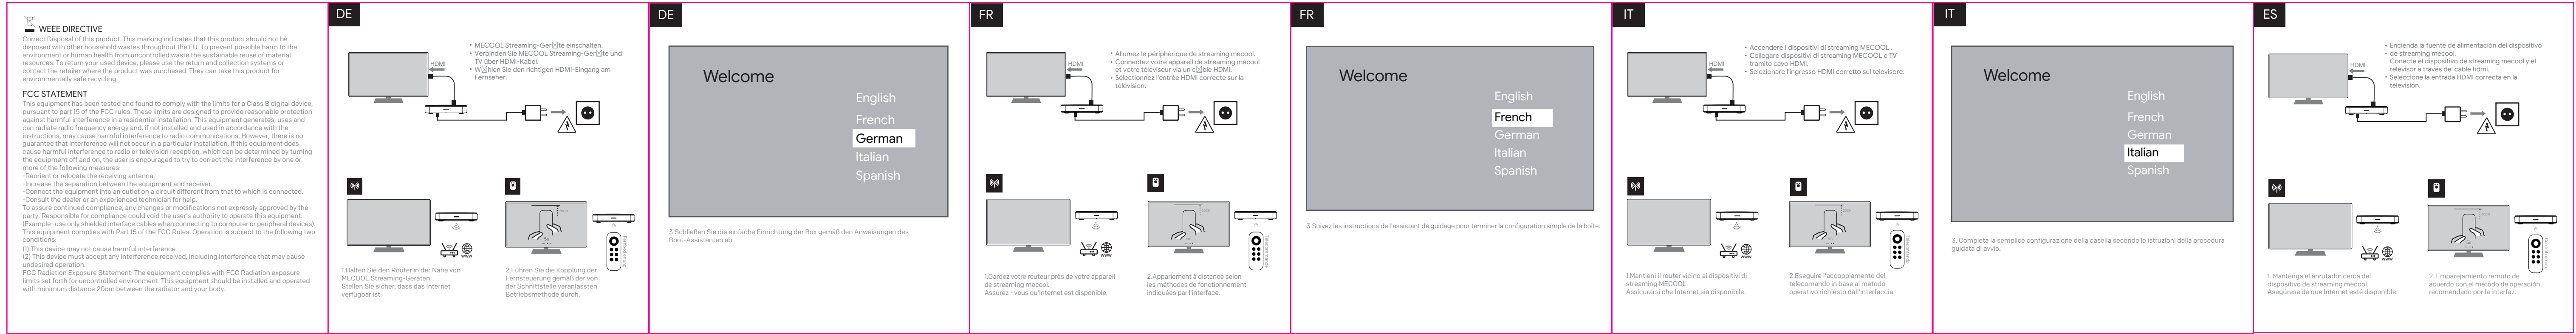 WEEE DIRECTIVE
Correct Disposal of this product. This marking indicates that this product should not be
disposed with other household wastes throughout the EU. To prevent possible harm to the
environment or human health from uncontrolled waste the sustainable reuse of material
resources. To return your used device, please use the return and collection systems or
contact the retailer where the product was purchased. They can take this product for
environmentally safe recycling.
FCC STATEMENT
This equipment has been tested and found to comply with the limits for a Class B digital device,
pursuant to part 15 of the FCC rules. These limits are designed to provide reasonable protection
against harmful interference in a residential installation. This equipment generates, uses and
can radiate radio frequency energy and, if not installed and used in accordance with the
instructions, may cause harmful interference to radio communications. However, there is no
guarantee that interference will not occur in a particular installation. If this equipment does
cause harmful interference to radio or television reception, which can be determined by turning
the equipment off and on, the user is encouraged to try to correct the interference by one or
more of the following measures:
-Reorient or relocate the receiving antenna.
-Increase the separation between the equipment and receiver.
-Connect the equipment into an outlet on a circuit different from that to which is connected.
-Consult the dealer or an experienced technician for help.
To assure continued compliance, any changes or modifications not expressly approved by the
party. Responsible for compliance could void the user's authority to operate this equipment.
(Example- use only shielded interface cables when connecting to computer or peripheral devices).
This equipment complies with Part 15 of the FCC Rules. Operation is subject to the following two
conditions:
(1) This device may not cause harmful interference.
(2) This device must accept any interference received, including interference that may cause
undesired operation.
FCC Radiation Exposure Statement: The equipment complies with FCC Radiation exposure
limits set forth for uncontrolled environment. This equipment should be installed and operated
with minimum distance 20cm between the radiator and your body.
DE
• MECOOL Streaming-Ger☒te einschalten.
• Verbinden Sie MECOOL Streaming-Ger☒te und
TV über HDMI-Kabel.
• W☒hlen Sie den richtigen HDMI-Eingang am
Fernseher.
HDMI
WWW
Fernsteuerung
1.Halten Sie den Router in der Nähe von
MECOOL Streaming-Geräten.
Stellen Sie sicher, dass das Internet
verfügbar ist.
2.Führen Sie die Kopplung der
Fernsteuerung gemäß der von
der Schnittstelle veranlassten
Betriebsmethode durch.
DE
Welcome
English
French
German
Italian
Spanish
3.Schließen Sie die einfache Einrichtung der Box gemäß den Anweisungen des
Boot-Assistenten ab.
FR
• Allumez le périphérique de streaming mecool.
• Connectez votre appareil de streaming mecool
et votre téléviseur via un c☒ble HDMI.
• Sélectionnez l'entrée HDMI correcte sur la
télvision.
HDMI
WWW
Télécommande
1.Gardez votre routeur près de votre appareil
de streaming mecool.
Assurez - vous qu'Internet est disponible.
2.Appariement à distance selon
les méthodes de fonctionnement
indiquées par l'interface.
FR
Welcome
English
French
German
Italian
Spanish
3.Suivez les instructions de l'assistant de guidage pour terminer la configuration simple de la boîte.
IT
• Accendere i dispositivi di streaming MECOOL .
• Collegare dispositivi di streaming MECOOL e TV
tramite cavo HDMI.
• Selezionare l'ingresso HDMI corretto sul televisore.
HDMI
WWW
Telecomando
1.Mantieni il router vicino ai dispositivi di
streaming MECOOL.
Assicurarsi che Internet sia disponibile.
2.Eseguire l'accoppiamento del
telecomando in base al metodo
operativo richiesto dall'interfaccia.
IT
Welcome
English
French
German
Italian
Spanish
3. Completa la semplice configurazione della casella secondo le istruzioni della procedura
guidata di avvio.
ES
• Encienda la fuente de alimentación del dispositivo
• de streaming mecool.
Conecte el dispositivo de streaming mecool y el
televisor a través del cable hdmi.
• Seleccione la entrada HDMI correcta en la
televisión.
HDMI
WWW
1. Mantenga el enrutador cerca del
dispositivo de streaming mecool.
Asegúrese de que Internet esté disponible.
2. Emparejamiento remoto de
acuerdo con el método de operación
recomendado por la interfaz.